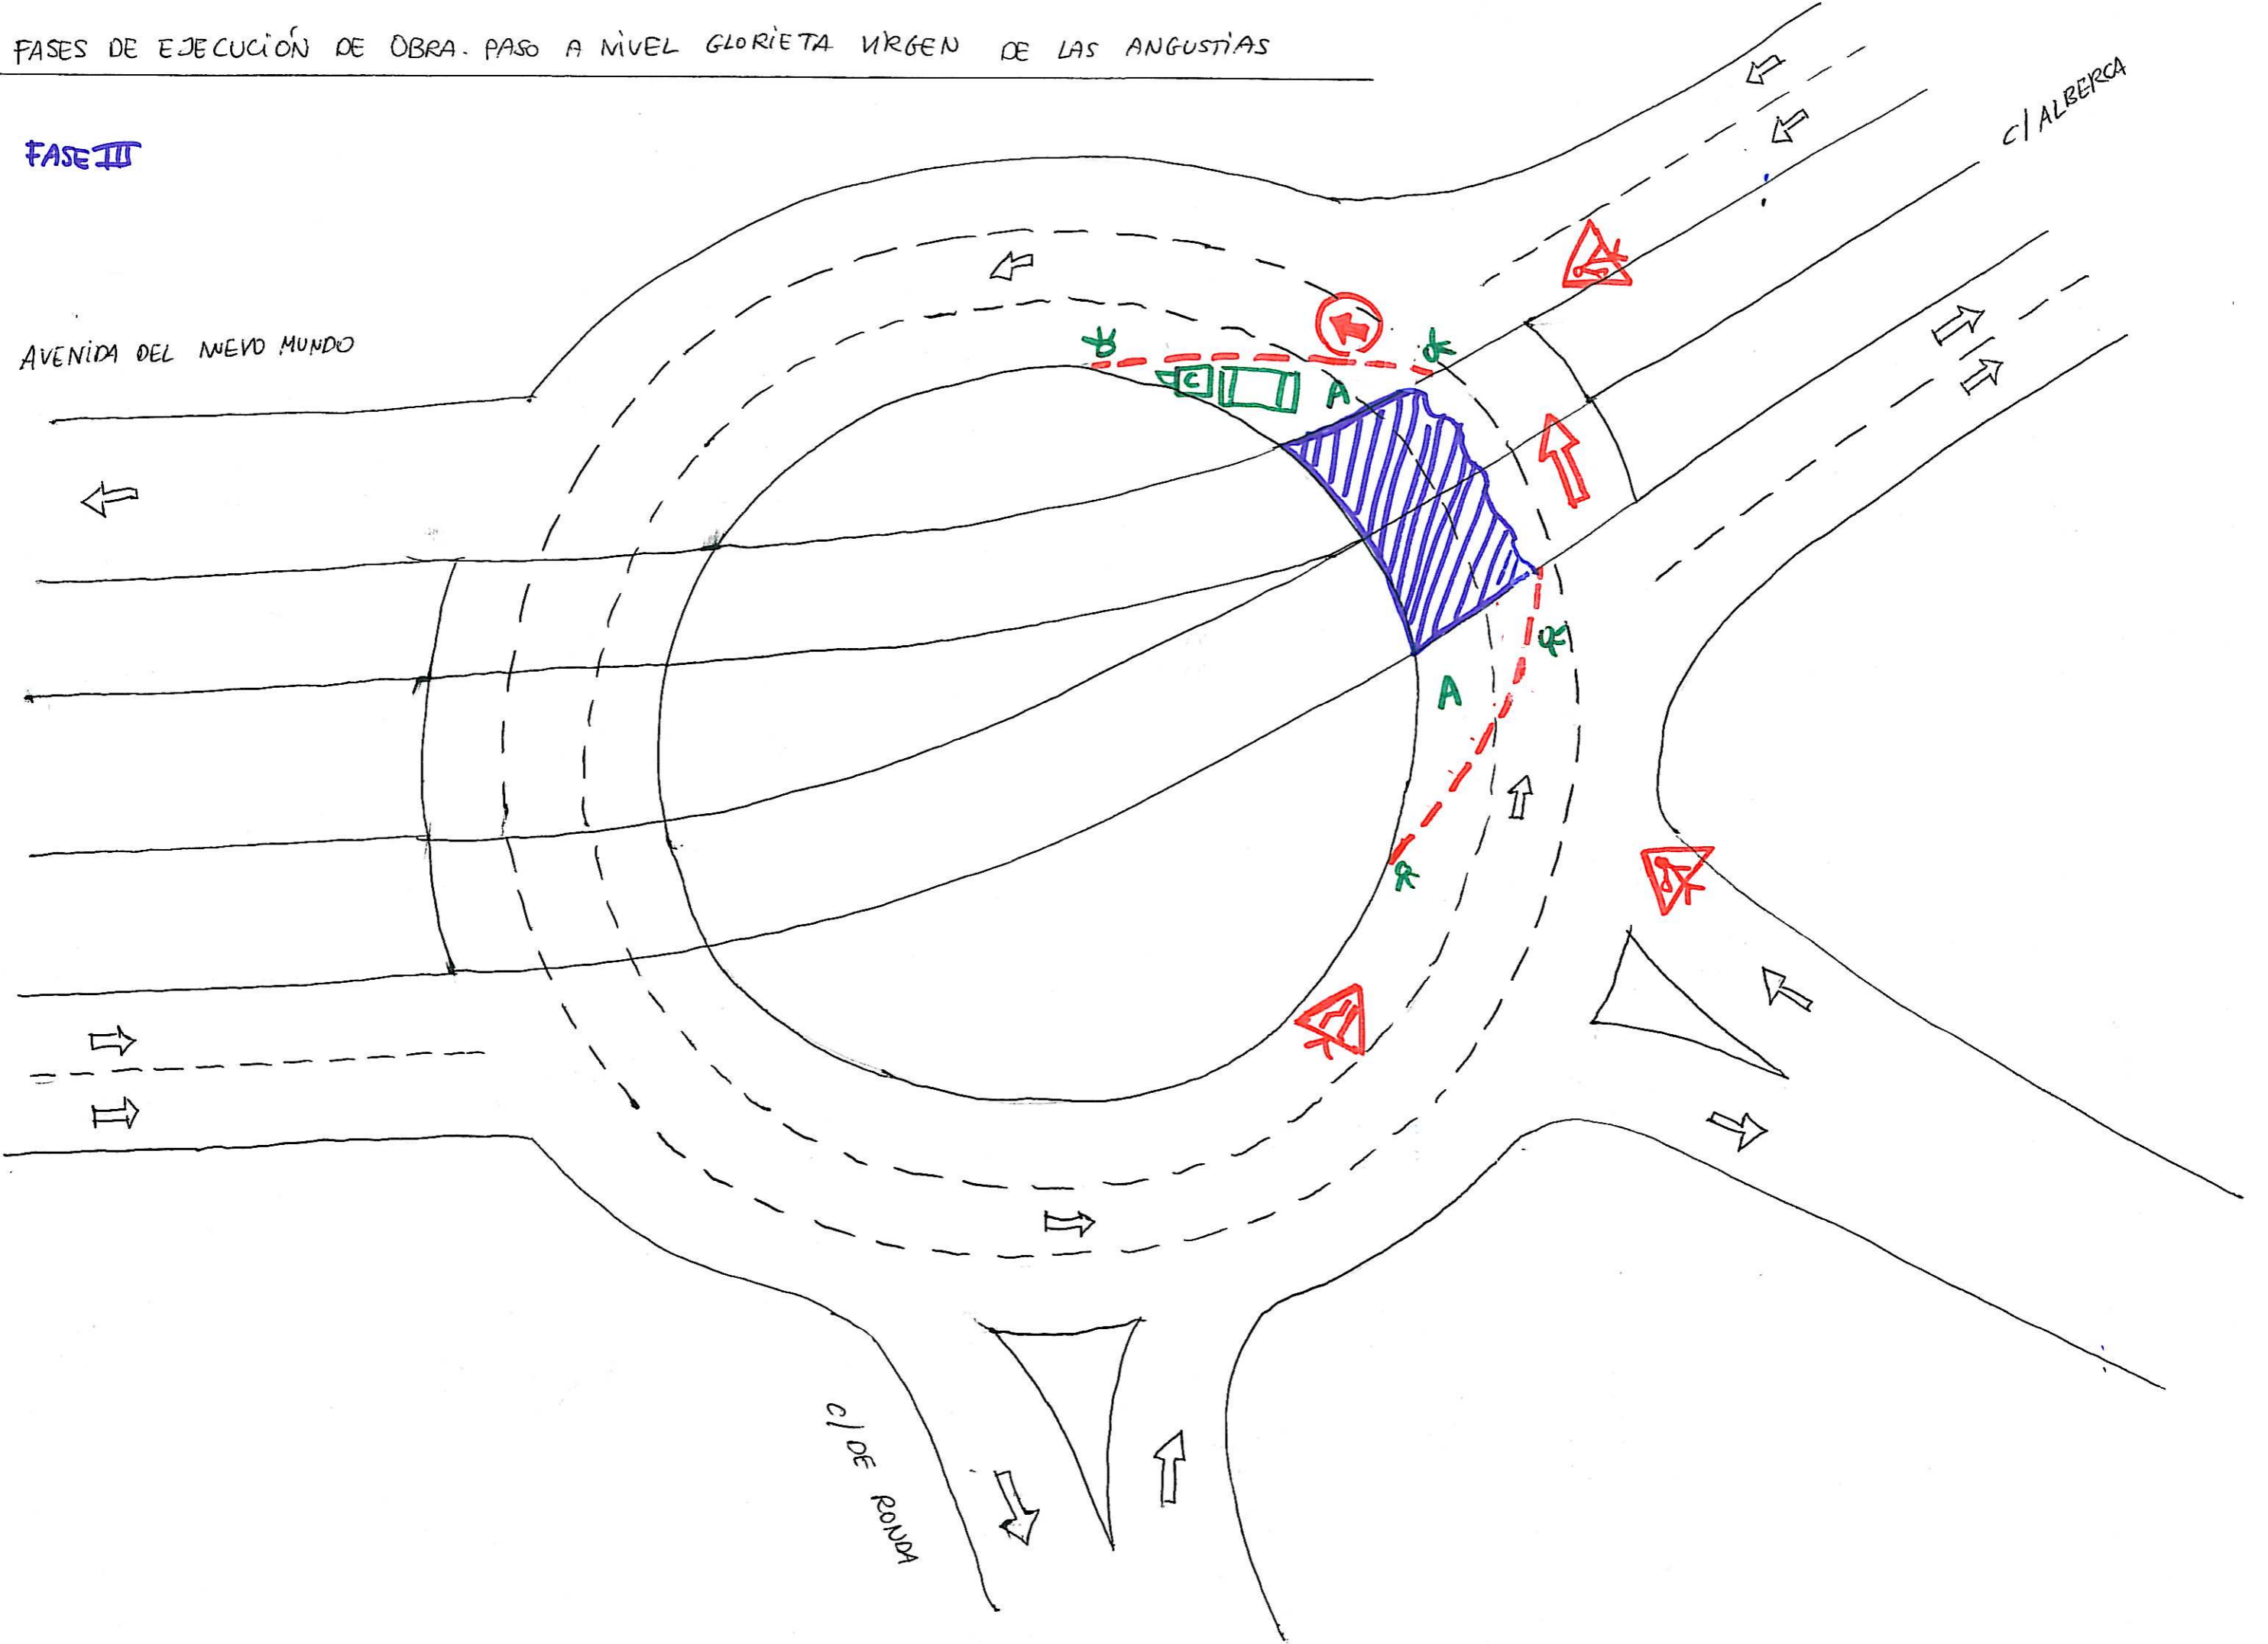 FASES DE EJECUCIÓN DE OBRA. PASO A NIVEL GLORIETA VIRGEN DE LAS ANGUSTIAS
FASE III
C/ ALBERCA
AVENIDA DEL NUEVO MUNDO
C
A
A
C/ DE RONDA